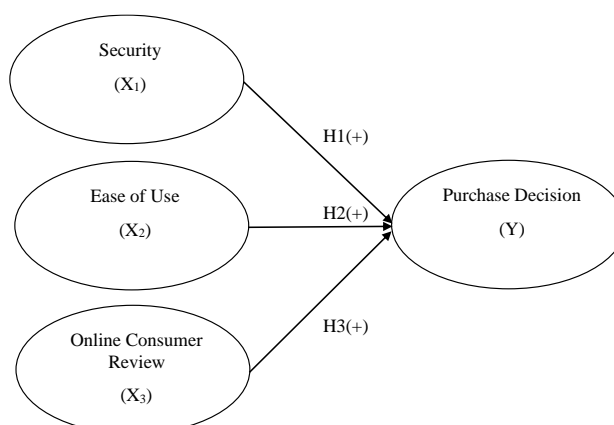 Security
(X₁)
H1(+)
Ease of Use
(X₂)
H2(+)
Purchase Decision
(Y)
H3(+)
Online Consumer
Review
(X₃)